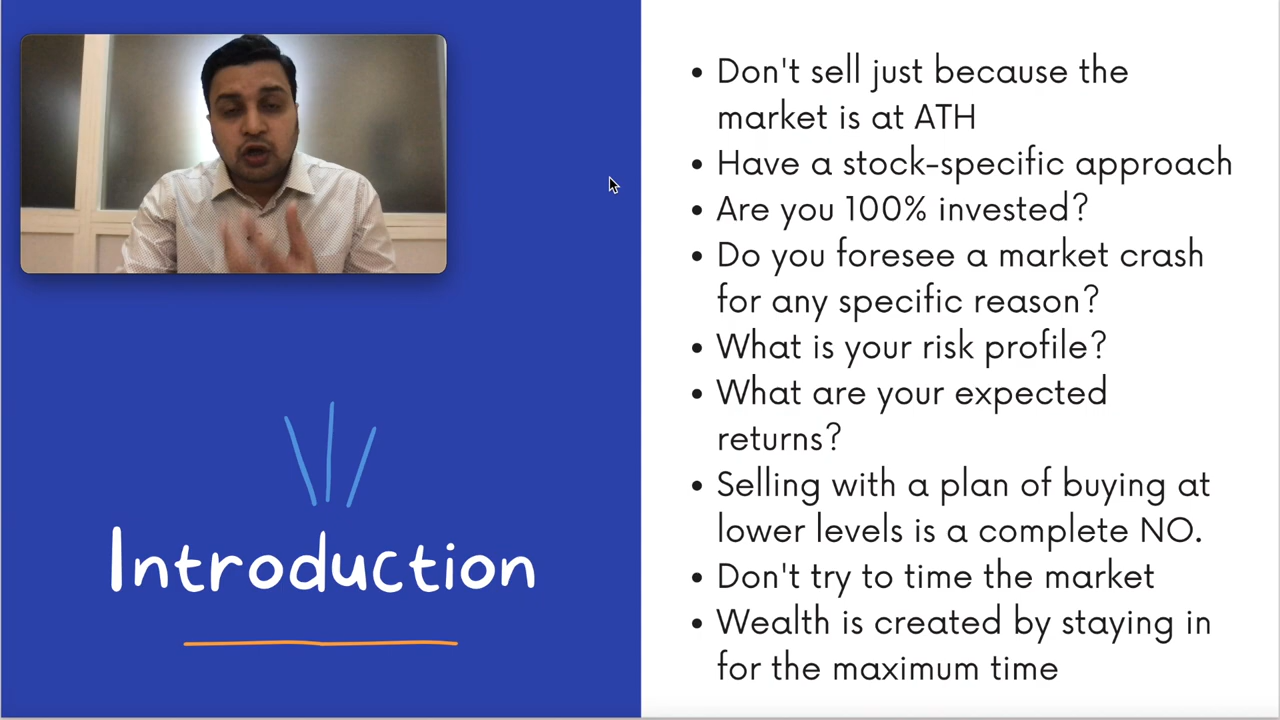 Introduction
• Don't sell just because the
market is at ATH
• Have a stock-specific approach
• Are you 100% invested?
• Do you foresee a market crash
for any specific reason?
• What is your risk profile?
• What are your expected
returns?
• Selling with a plan of buying at
lower levels is a complete NO.
• Don't try to time the market
• Wealth is created by staying in
for the maximum time